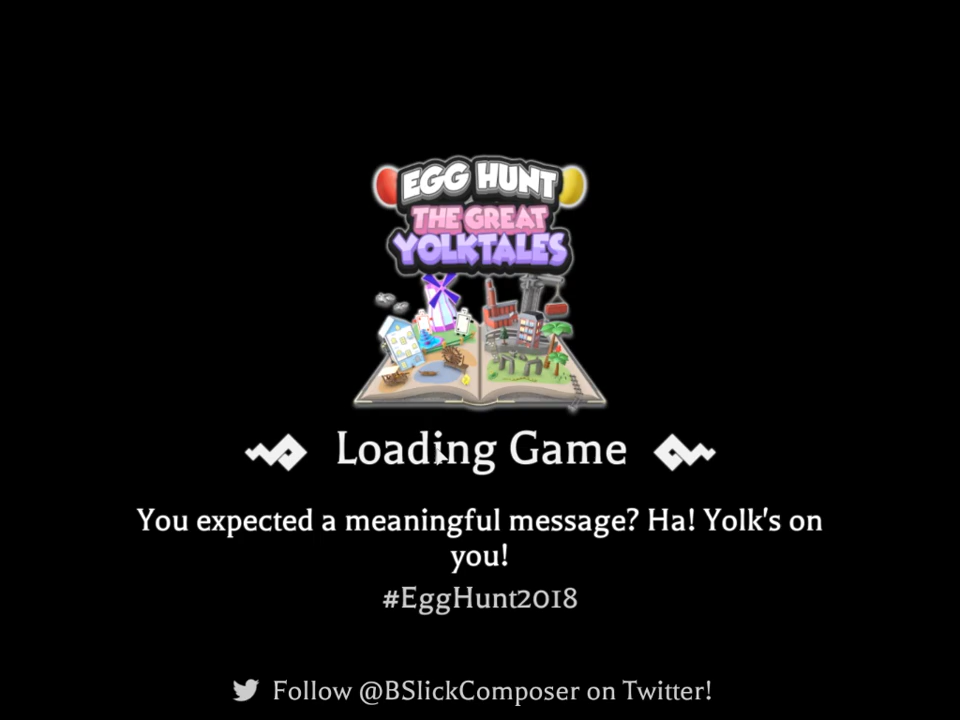 EGG HUNT
THE GREAT
YOLKTALES
Loading Game
You expected a meaningful message? Ha! Yolk's on
you!
#EggHunt2018
Follow @BSlickComposer on Twitter!